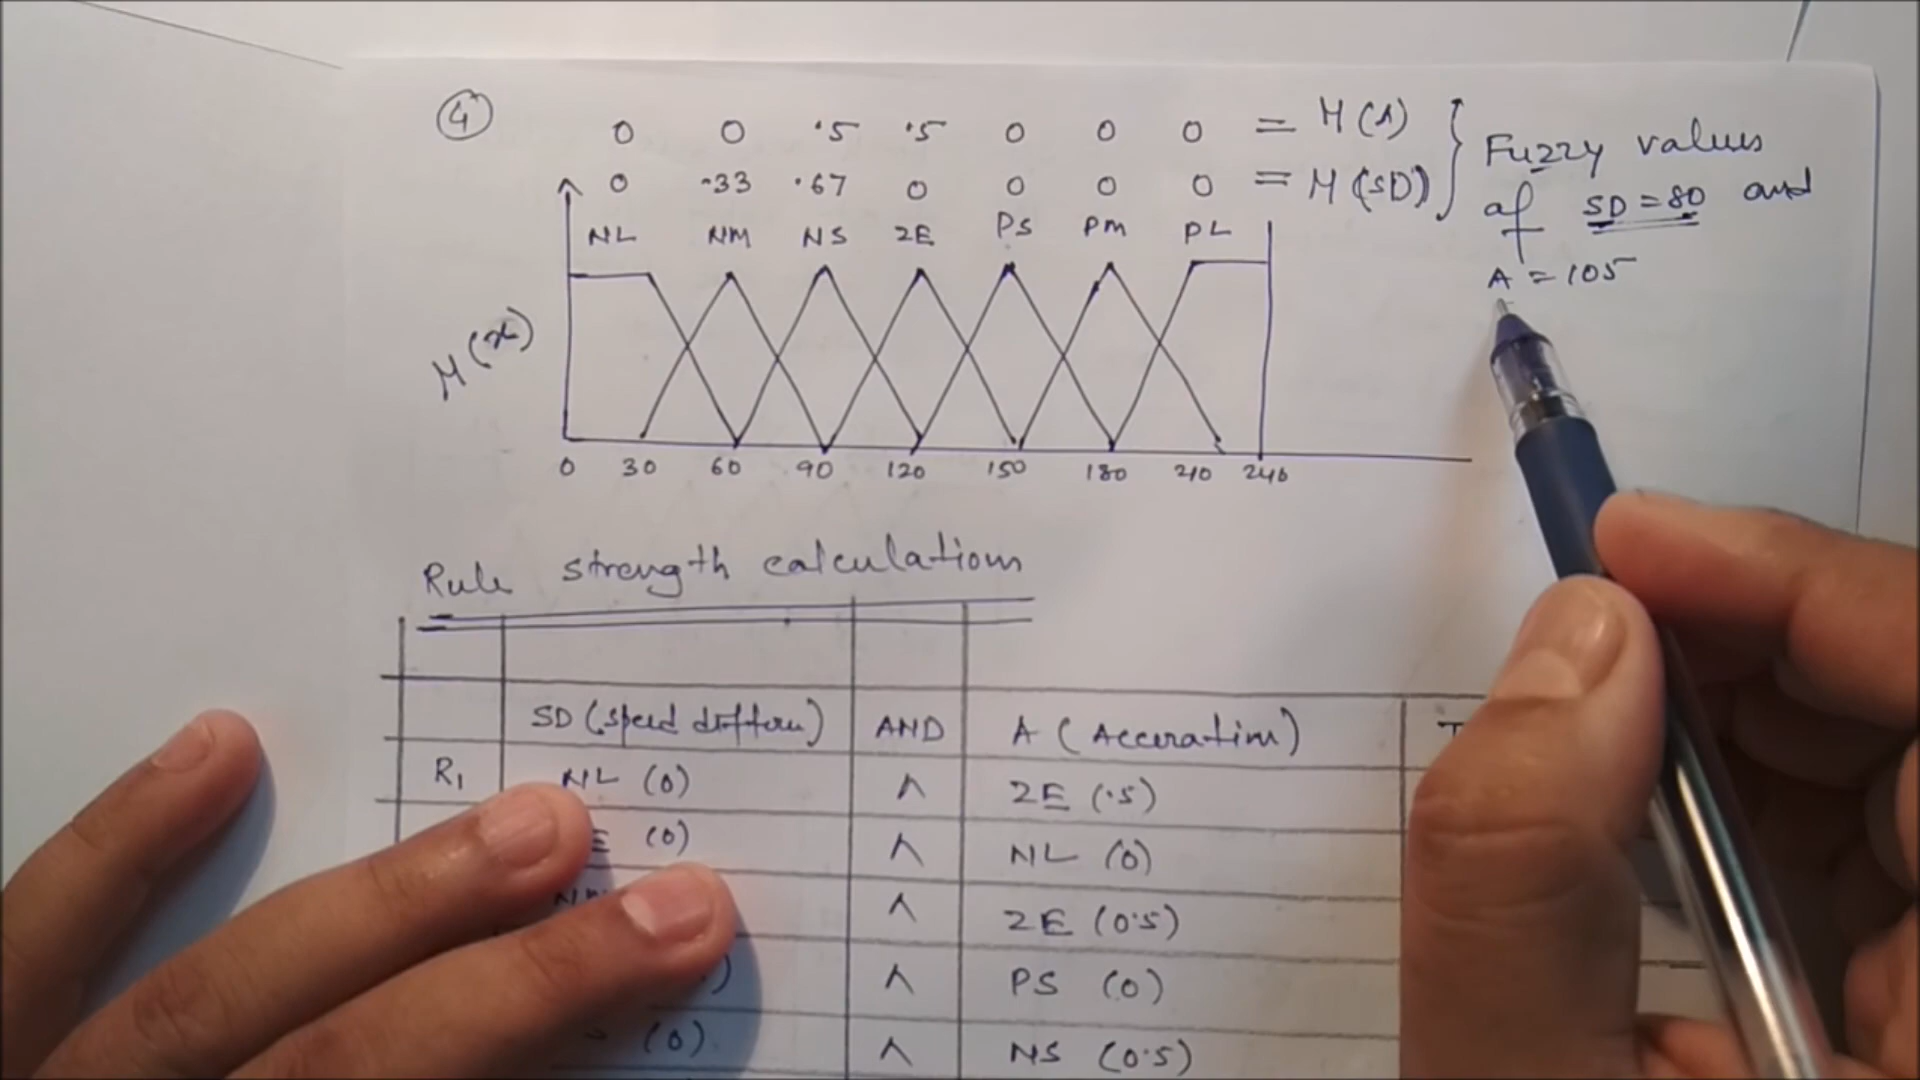 4
0 0 .5 .5 0 0 0 = M(A)
0 .33 .67 0 0 0 0 = M(SD)
Fuzzy values
of SD = 80 and
A = 105
NL NM NS ZE PS PM PL
M(x)
0 30 60 90 120 150 180 210 240
Rule strength calculations
SD (speed differn) AND A (Acceration) T
R1 NL (0) ^ ZE (.5)
E (0) ^ NL (0)
^ ZE (0.5)
) ^ PS (0)
(0) ^ NS (0.5)